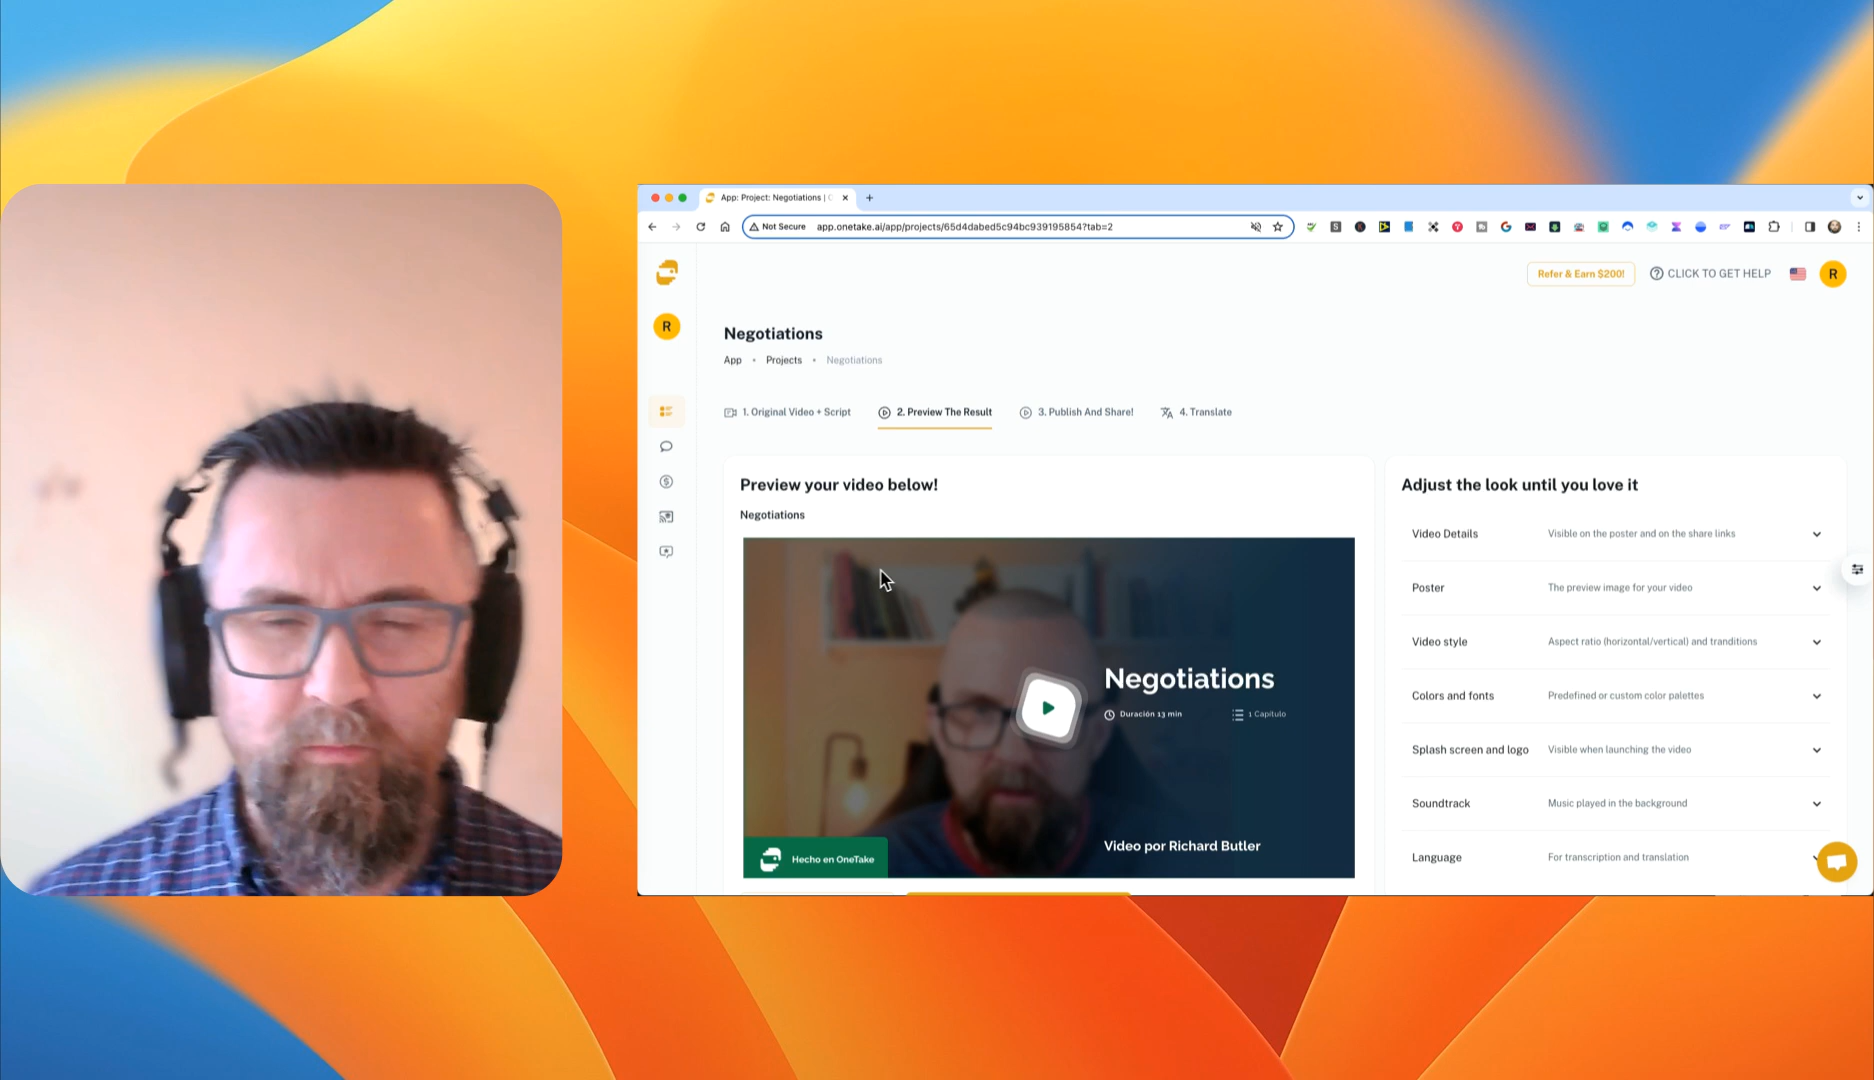 App: Project: Negotiations |
Not Secure app.onetake.ai/app/projects/65d4dabed5c94bc939195854?tab=2
Refer & Earn $200!
CLICK TO GET HELP
R
R
Negotiations
App • Projects • Negotiations
1. Original Video + Script
2. Preview The Result
3. Publish And Share!
4. Translate
Preview your video below!
Negotiations
Negotiations
Duración 13 min
1 Capítulo
Video por Richard Butler
Hecho en OneTake
Adjust the look until you love it
Video Details Visible on the poster and on the share links
Poster The preview image for your video
Video style Aspect ratio (horizontal/vertical) and tranditions
Colors and fonts Predefined or custom color palettes
Splash screen and logo Visible when launching the video
Soundtrack Music played in the background
Language For transcription and translation